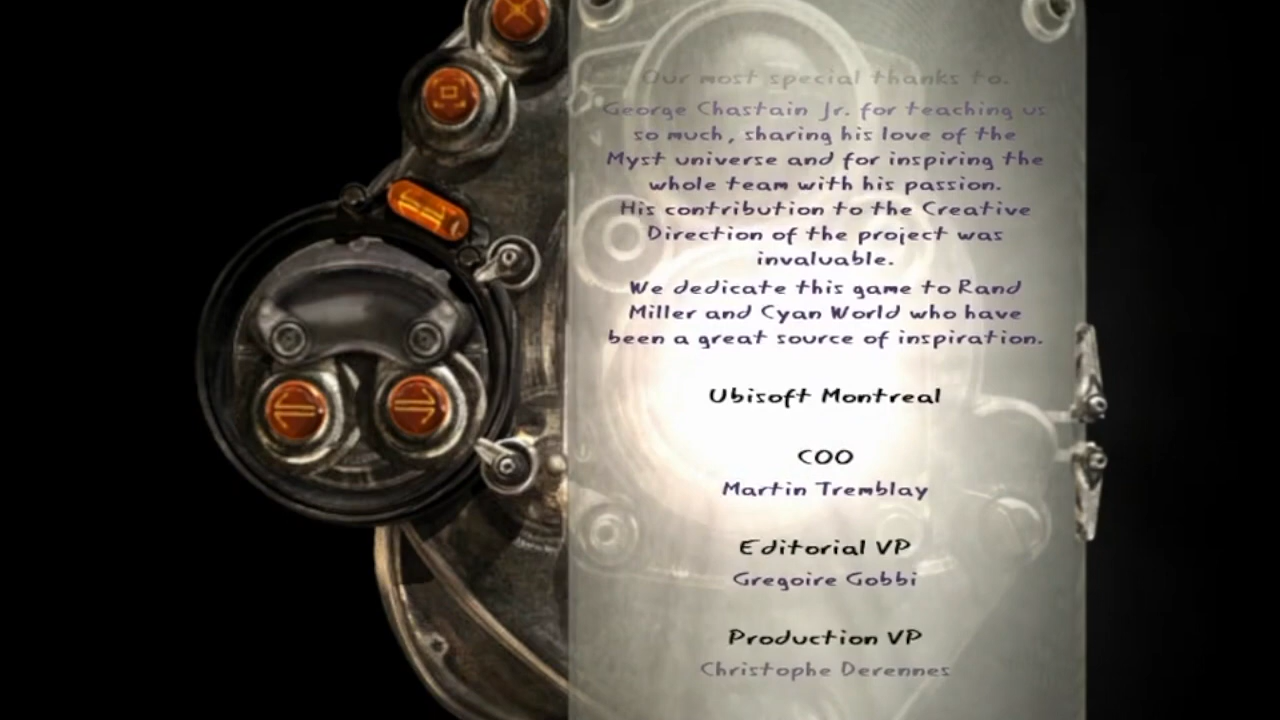 Our most special thanks to.
George Chastain Jr. for teaching us
so much, sharing his love of the
Myst universe and for inspiring the
whole team with his passion.
His contribution to the Creative
Direction of the project was
invaluable.
We dedicate this game to Rand
Miller and Cyan World who have
been a great source of inspiration.
Ubisoft Montreal
COO
Martin Tremblay
Editorial VP
Gregoire Gobbi
Production VP
Christophe Derennes